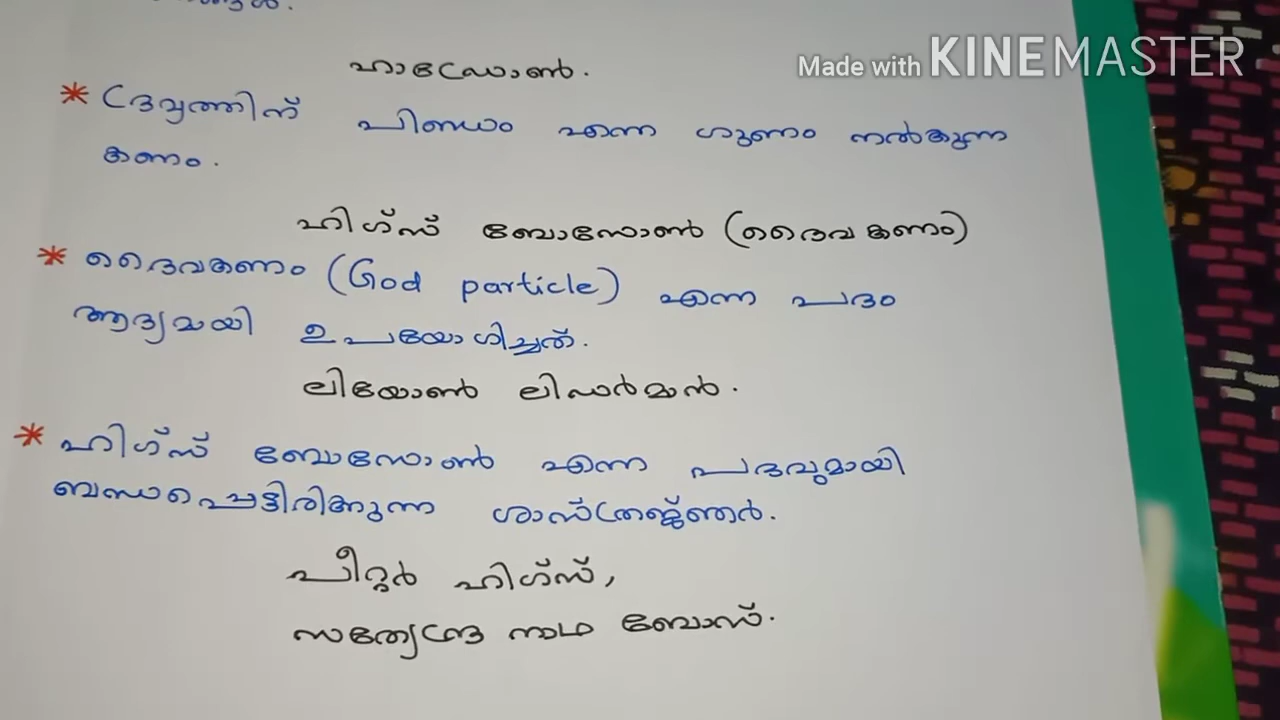 Made with KINEMASTER
ഹാഡ്രോൺ.
* ദ്രവ്യത്തിന് പിണ്ഡം എന്ന ഗുണം നൽകുന്ന
കണം.
ഹിഗ്സ് ബോസോൺ (ദൈവകണം)
* ദൈവകണം (God particle) എന്ന പദം
ആദ്യമായി ഉപയോഗിച്ചത്.
ലിയോൺ ലിഡർമാൻ.
* ഹിഗ്സ് ബോസോൺ എന്ന പദവുമായി
ബന്ധപ്പെട്ടിരിക്കുന്ന ശാസ്ത്രജ്ഞർ.
പീറ്റർ ഹിഗ്സ്,
സത്യേന്ദ്ര നാഥ ബോസ്.